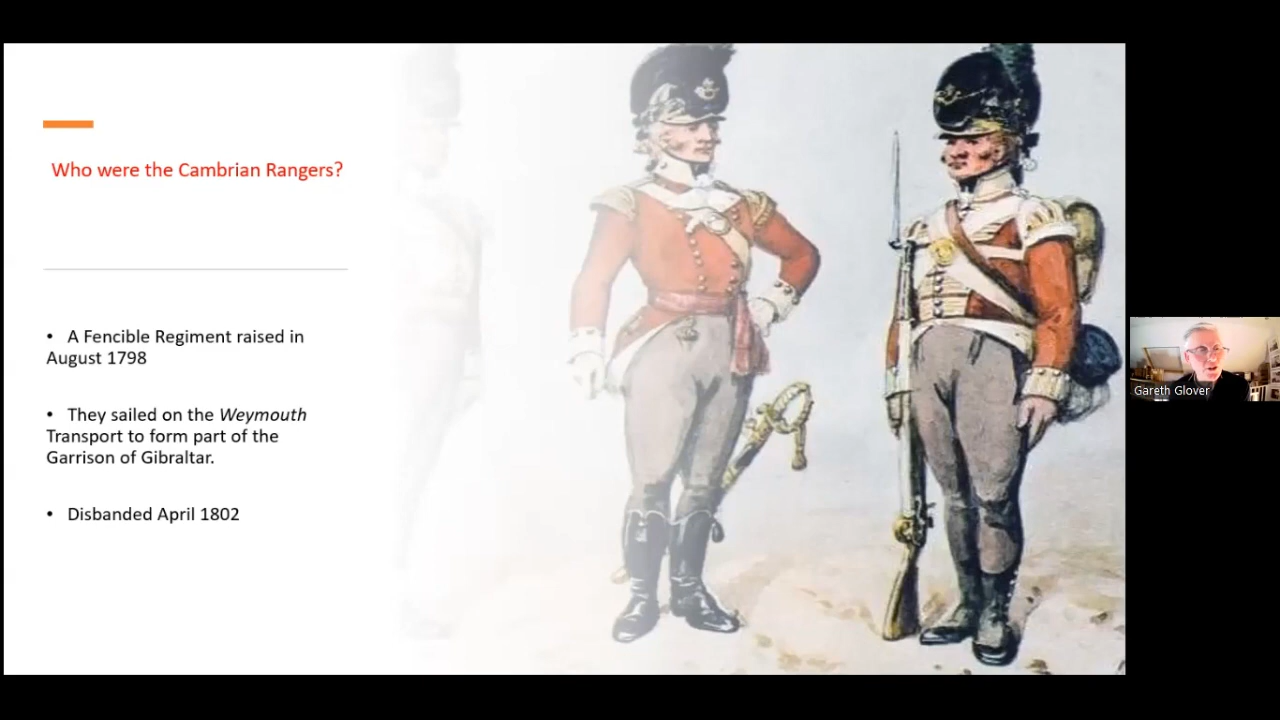 Who were the Cambrian Rangers?
• A Fencible Regiment raised in
August 1798
• They sailed on the Weymouth
Transport to form part of the
Garrison of Gibraltar.
• Disbanded April 1802
Gareth Glover